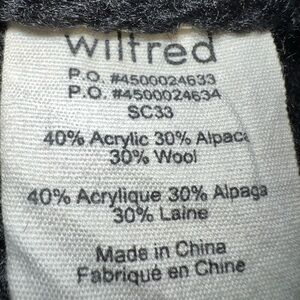 wilfred
P.O. #4500024633
P.O. #4500024634
SC33
40% Acrylic 30% Alpaca
30% Wool
40% Acrylique 30% Alpaga
30% Laine
Made in China
Fabriqué en Chine